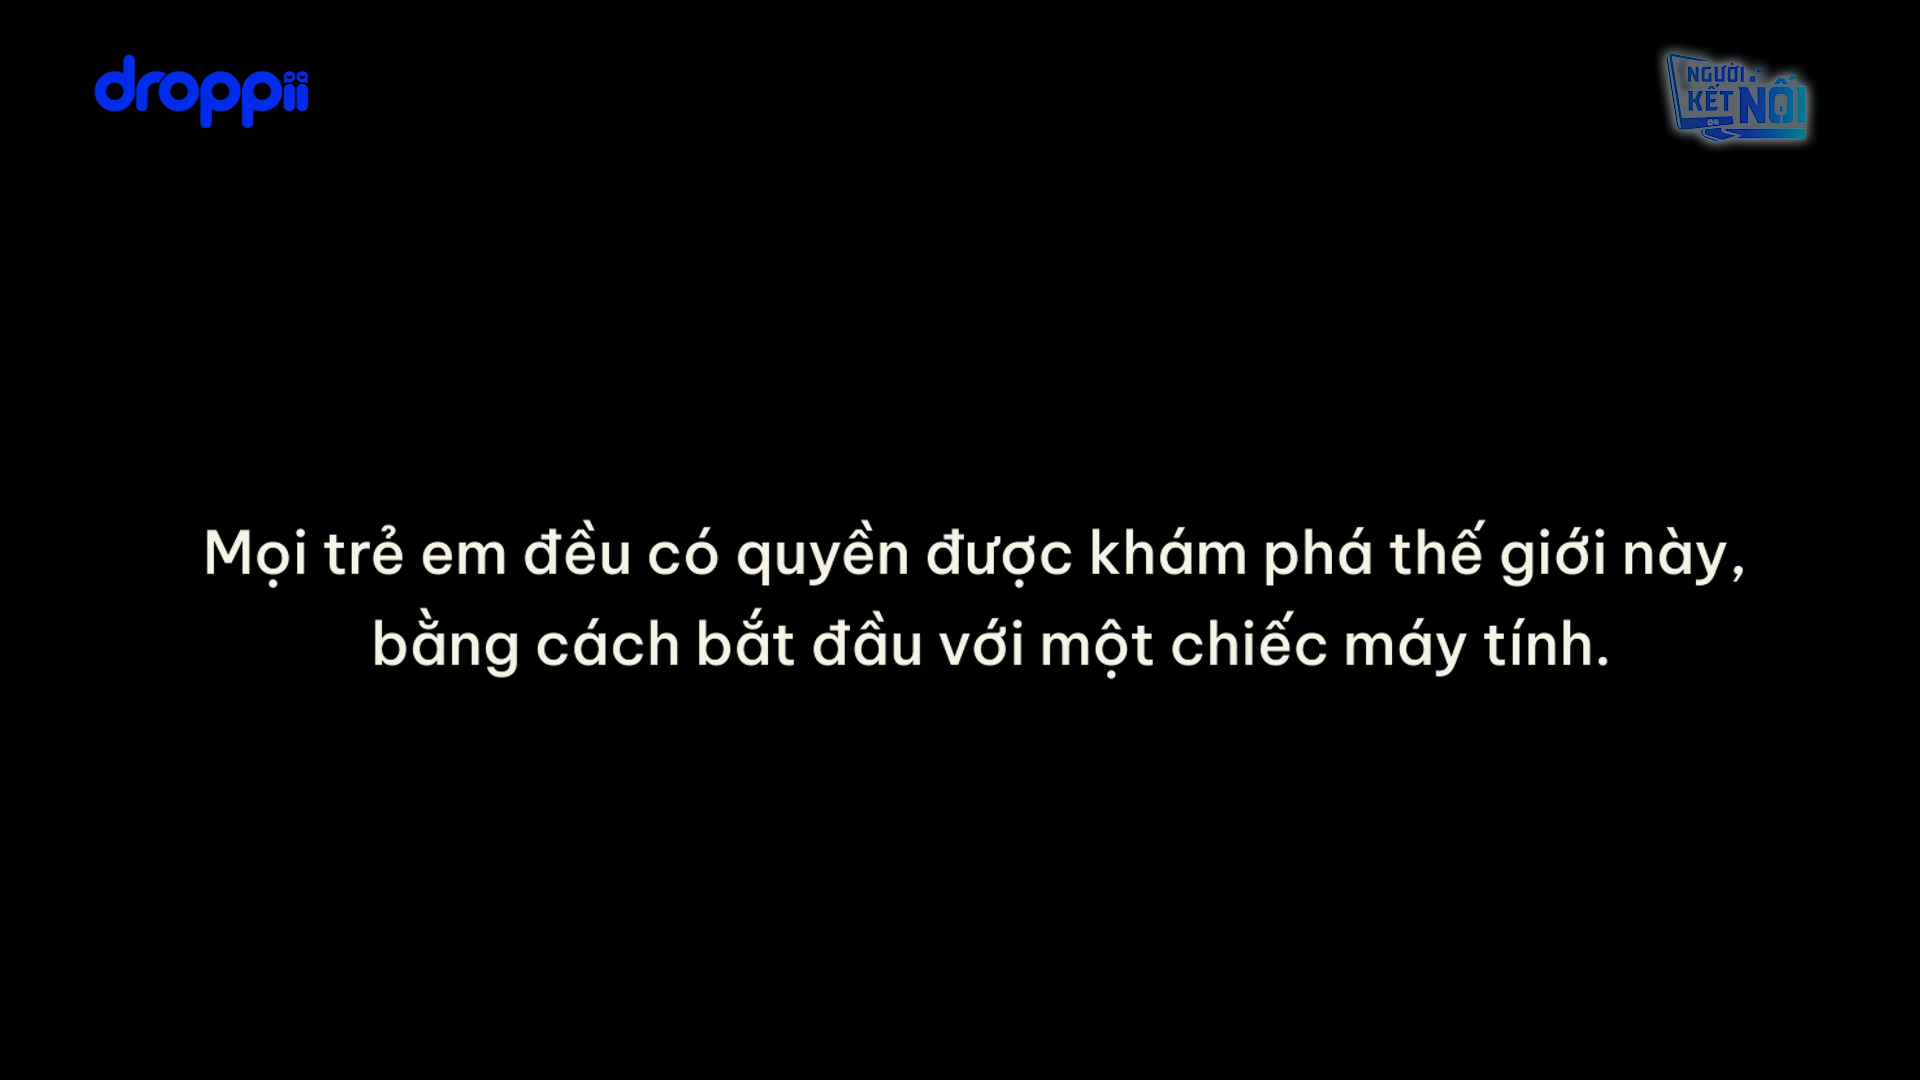 droppii
NGƯỜI
KẾT NỐI
Mọi trẻ em đều có quyền được khám phá thế giới này,
bằng cách bắt đầu với một chiếc máy tính.